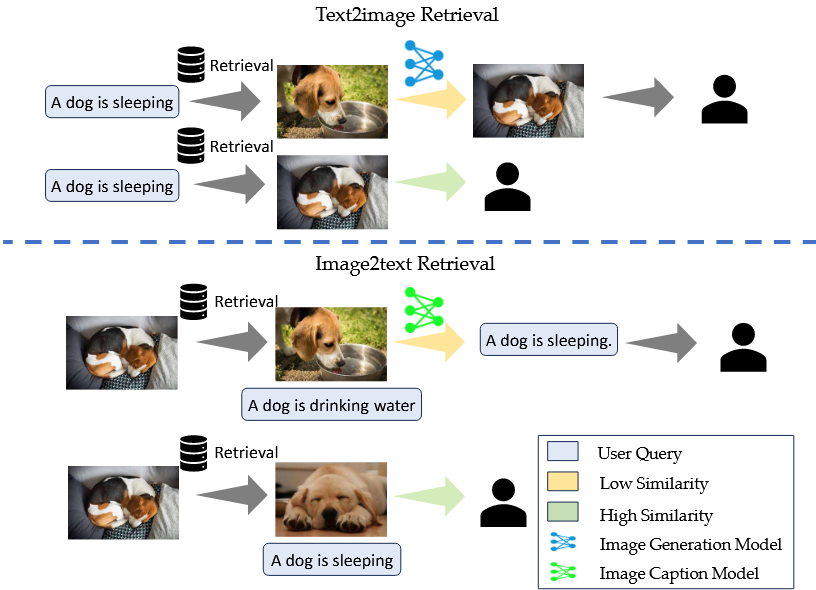 Text2image Retrieval
Retrieval
A dog is sleeping
Retrieval
A dog is sleeping
Image2text Retrieval
Retrieval
A dog is sleeping.
A dog is drinking water
Retrieval
A dog is sleeping
User Query
Low Similarity
High Similarity
Image Generation Model
Image Caption Model